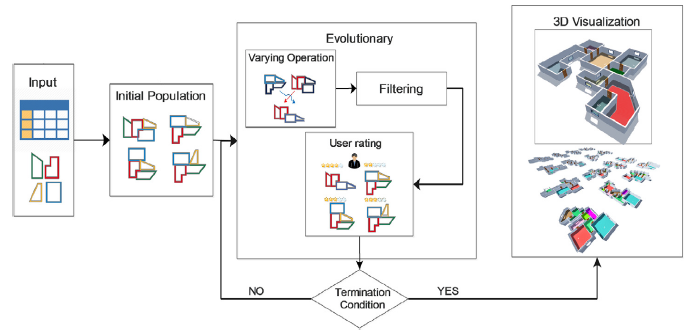 Input
Initial Population
Evolutionary
Varying Operation
Filtering
User rating
Termination
Condition
NO
YES
3D Visualization